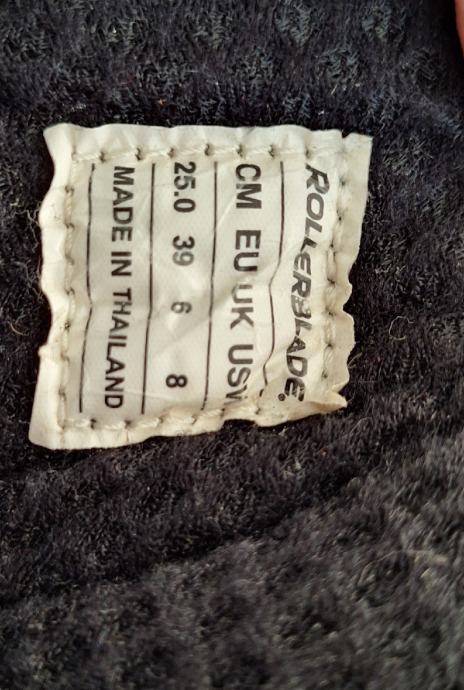 ROLLERBLADE®
CM EU UK USW
25.0 39 6 8
MADE IN THAILAND